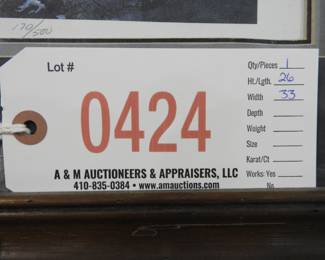 170/500
Lot #
0424
Qty/Pieces 1
Ht./Lgth. 26
Width 33
Depth
Weight
Size
Karat/Ct
Works: Yes
No
A & M AUCTIONEERS & APPRAISERS, LLC
410-835-0384 • www.amauctions.com